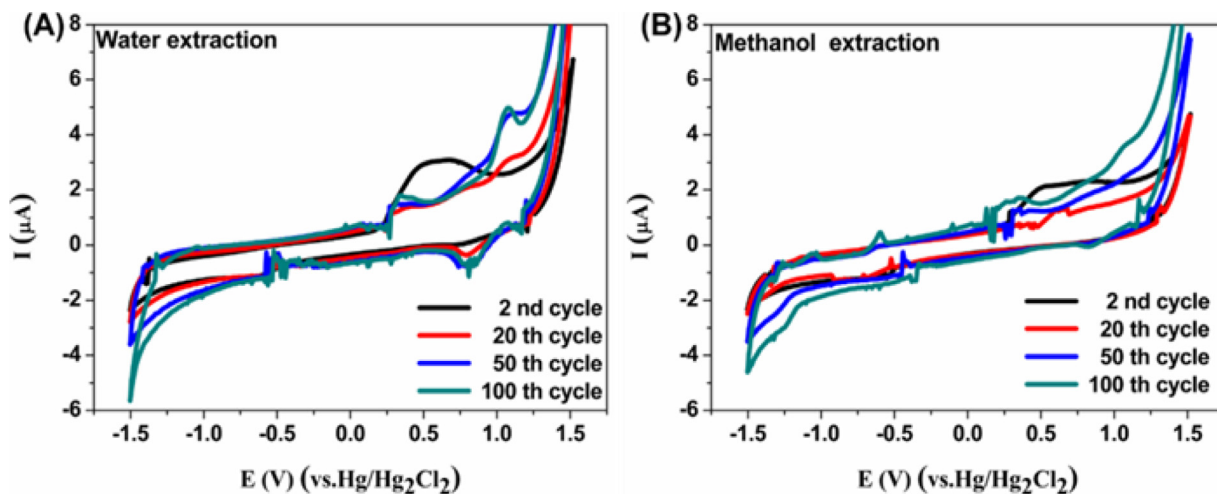 (A)
Water extraction
8
6
4
2
0
-2
-4
-6
I (µA)
2 nd cycle
20 th cycle
50 th cycle
100 th cycle
-1.5 -1.0 -0.5 0.0 0.5 1.0 1.5
E (V) (vs.Hg/Hg₂Cl₂)
(B)
Methanol extraction
8
6
4
2
0
-2
-4
-6
I (µA)
2 nd cycle
20 th cycle
50 th cycle
100 th cycle
-1.5 -1.0 -0.5 0.0 0.5 1.0 1.5
E (V) (vs.Hg/Hg₂Cl₂)